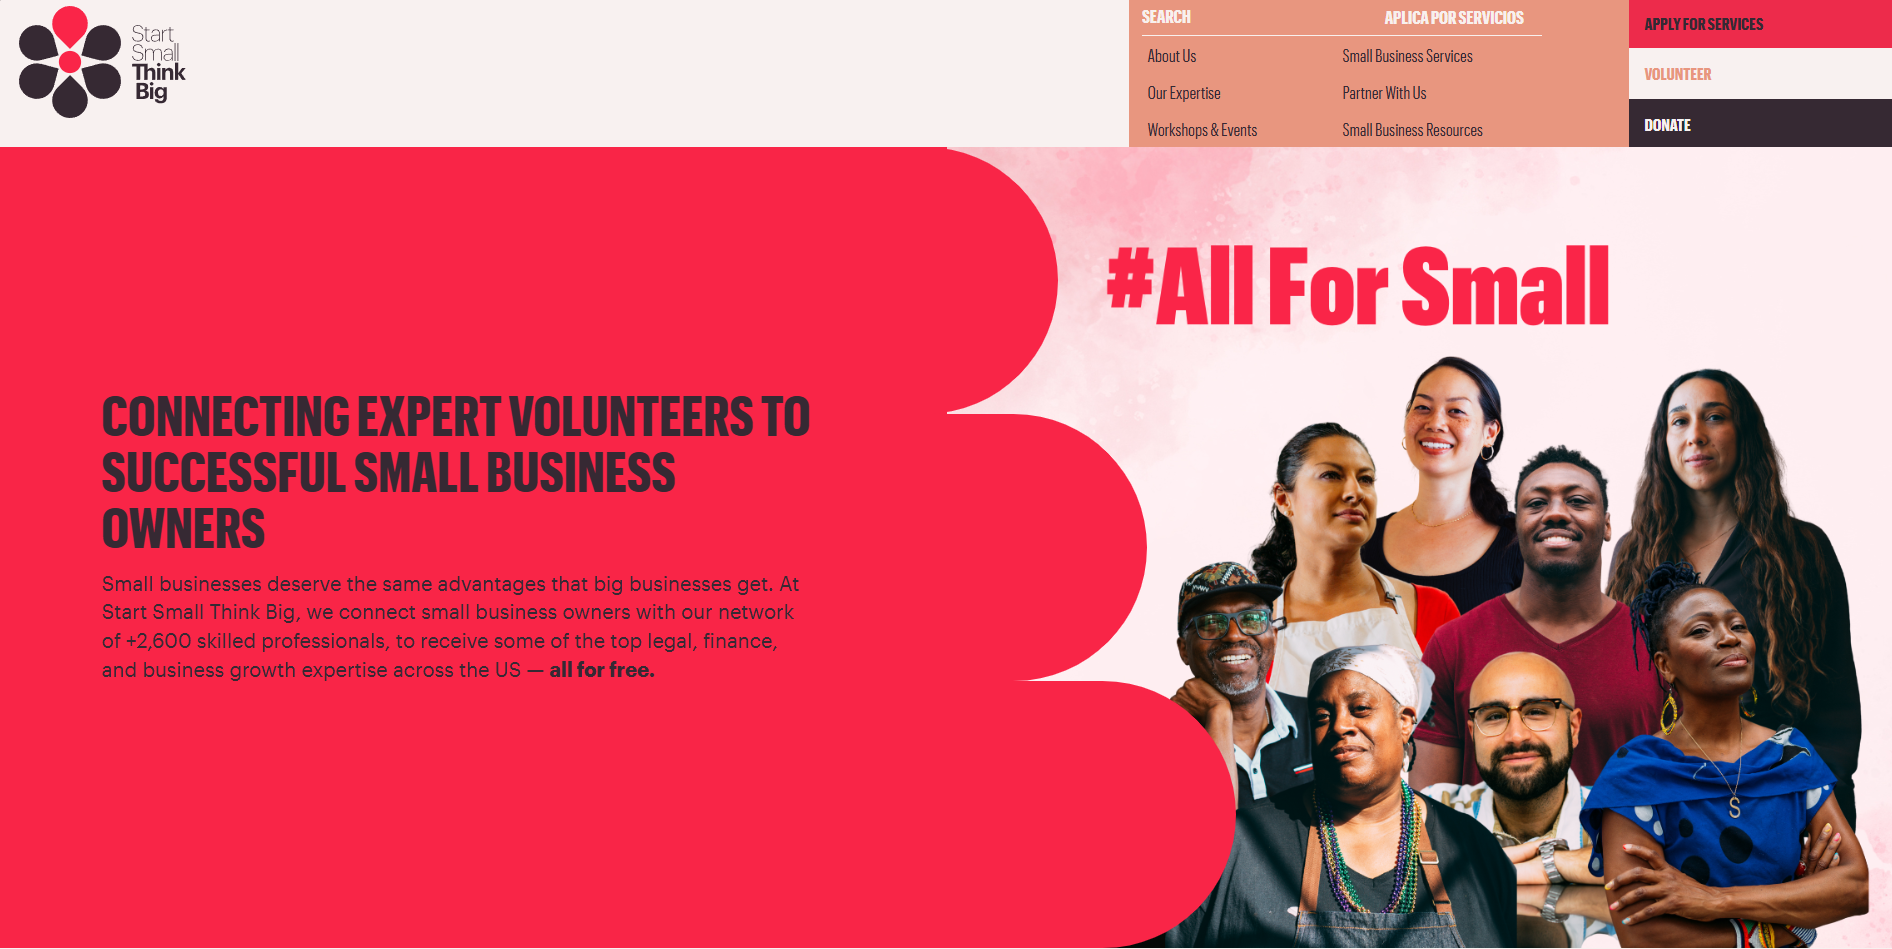 Start
Small
Think
Big
SEARCH
APLICA POR SERVICIOS
About Us
Small Business Services
Our Expertise
Partner With Us
Workshops & Events
Small Business Resources
APPLY FOR SERVICES
VOLUNTEER
DONATE
#All For Small
CONNECTING EXPERT VOLUNTEERS TO
SUCCESSFUL SMALL BUSINESS
OWNERS
Small businesses deserve the same advantages that big businesses get. At
Start Small Think Big, we connect small business owners with our network
of +2,600 skilled professionals, to receive some of the top legal, finance,
and business growth expertise across the US — all for free.
S